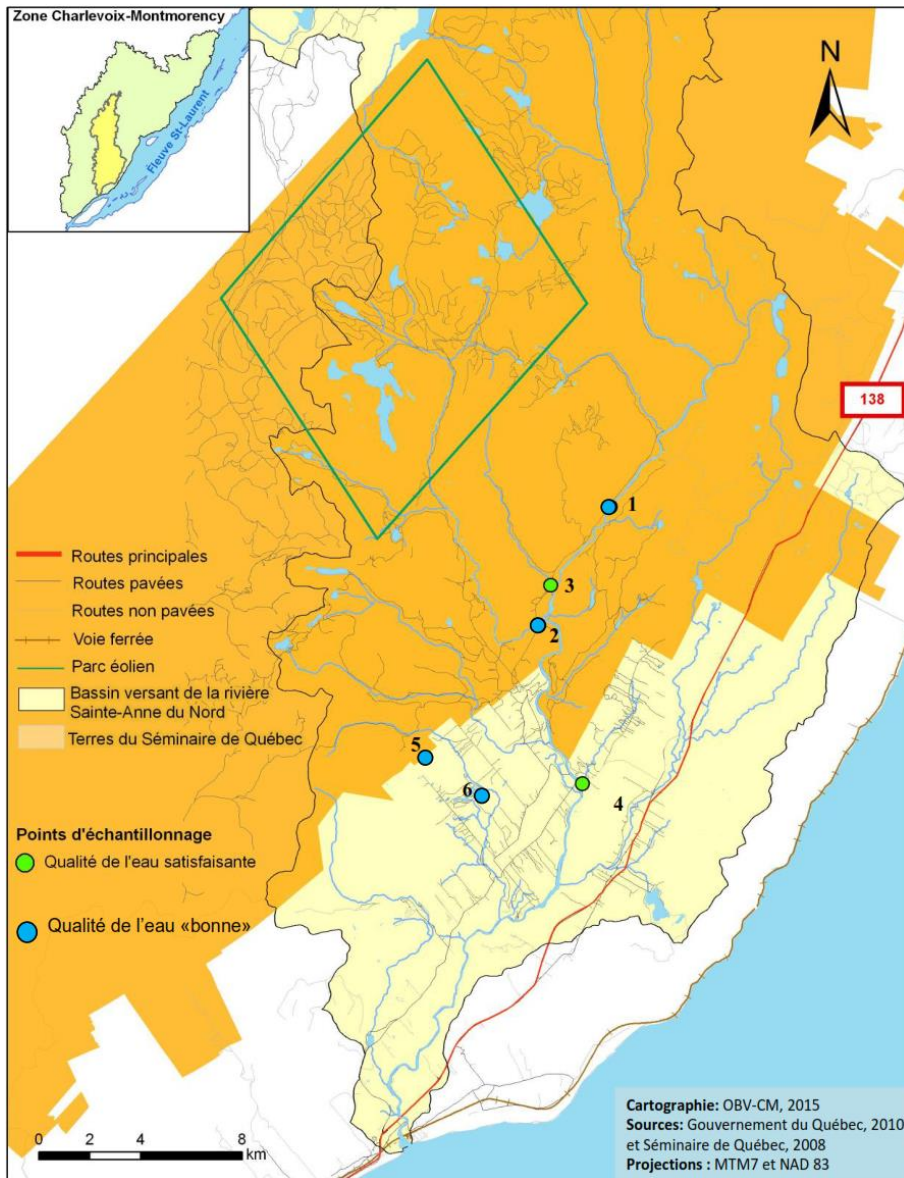 Zone Charlevoix-Montmorency
Fleuve St-Laurent
N
138
1
3
2
5
6
4
Routes principales
Routes pavées
Routes non pavées
Voie ferrée
Parc éolien
Bassin versant de la rivière
Sainte-Anne du Nord
Terres du Séminaire de Québec
Points d'échantillonnage
Qualité de l'eau satisfaisante
Qualité de l'eau «bonne»
0 2 4 8
km
Cartographie: OBV-CM, 2015
Sources: Gouvernement du Québec, 2010
et Séminaire de Québec, 2008
Projections : MTM7 et NAD 83